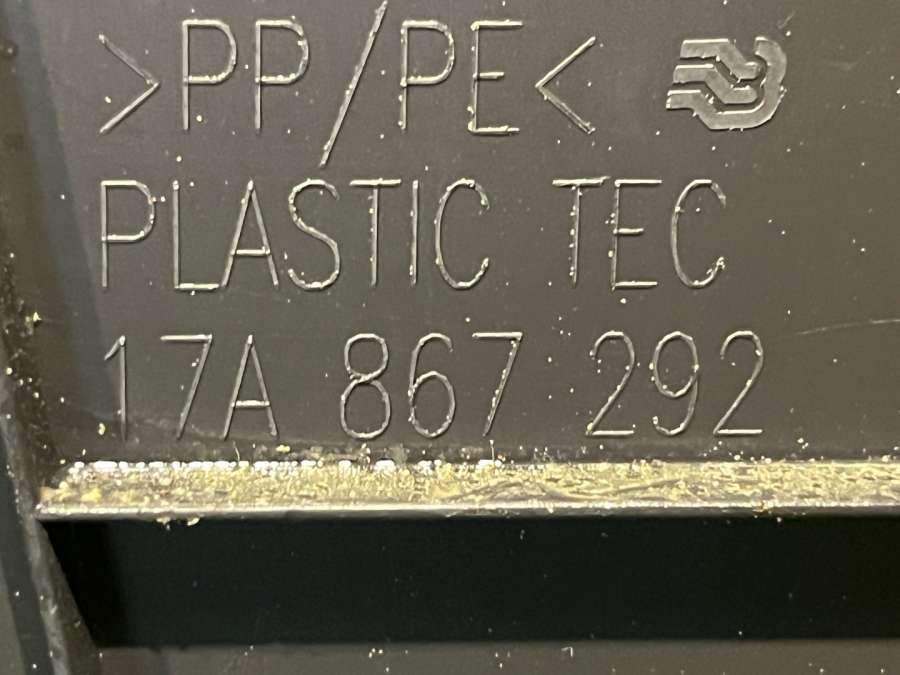 >PP/PE<
PLASTIC TEC
17A 867 292